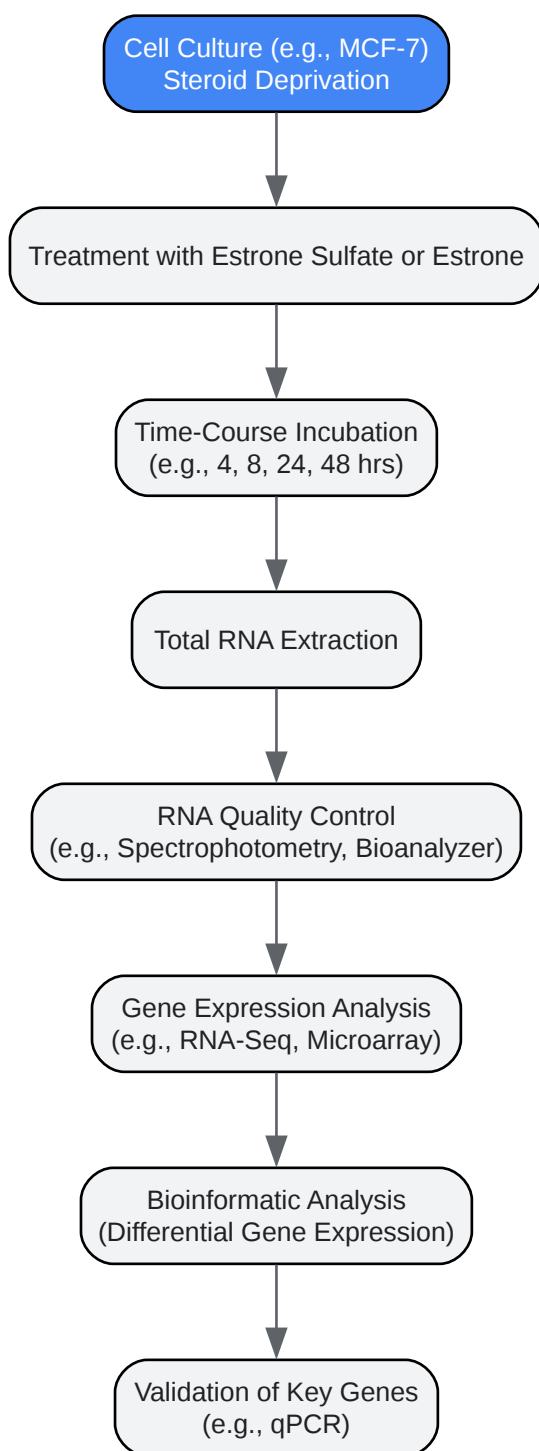 Cell Culture (e.g., MCF-7)
Steroid Deprivation
Treatment with Estrone Sulfate or Estrone
Time-Course Incubation
(e.g., 4, 8, 24, 48 hrs)
Total RNA Extraction
RNA Quality Control
(e.g., Spectrophotometry, Bioanalyzer)
Gene Expression Analysis
(e.g., RNA-Seq, Microarray)
Bioinformatic Analysis
(Differential Gene Expression)
Validation of Key Genes
(e.g., qPCR)